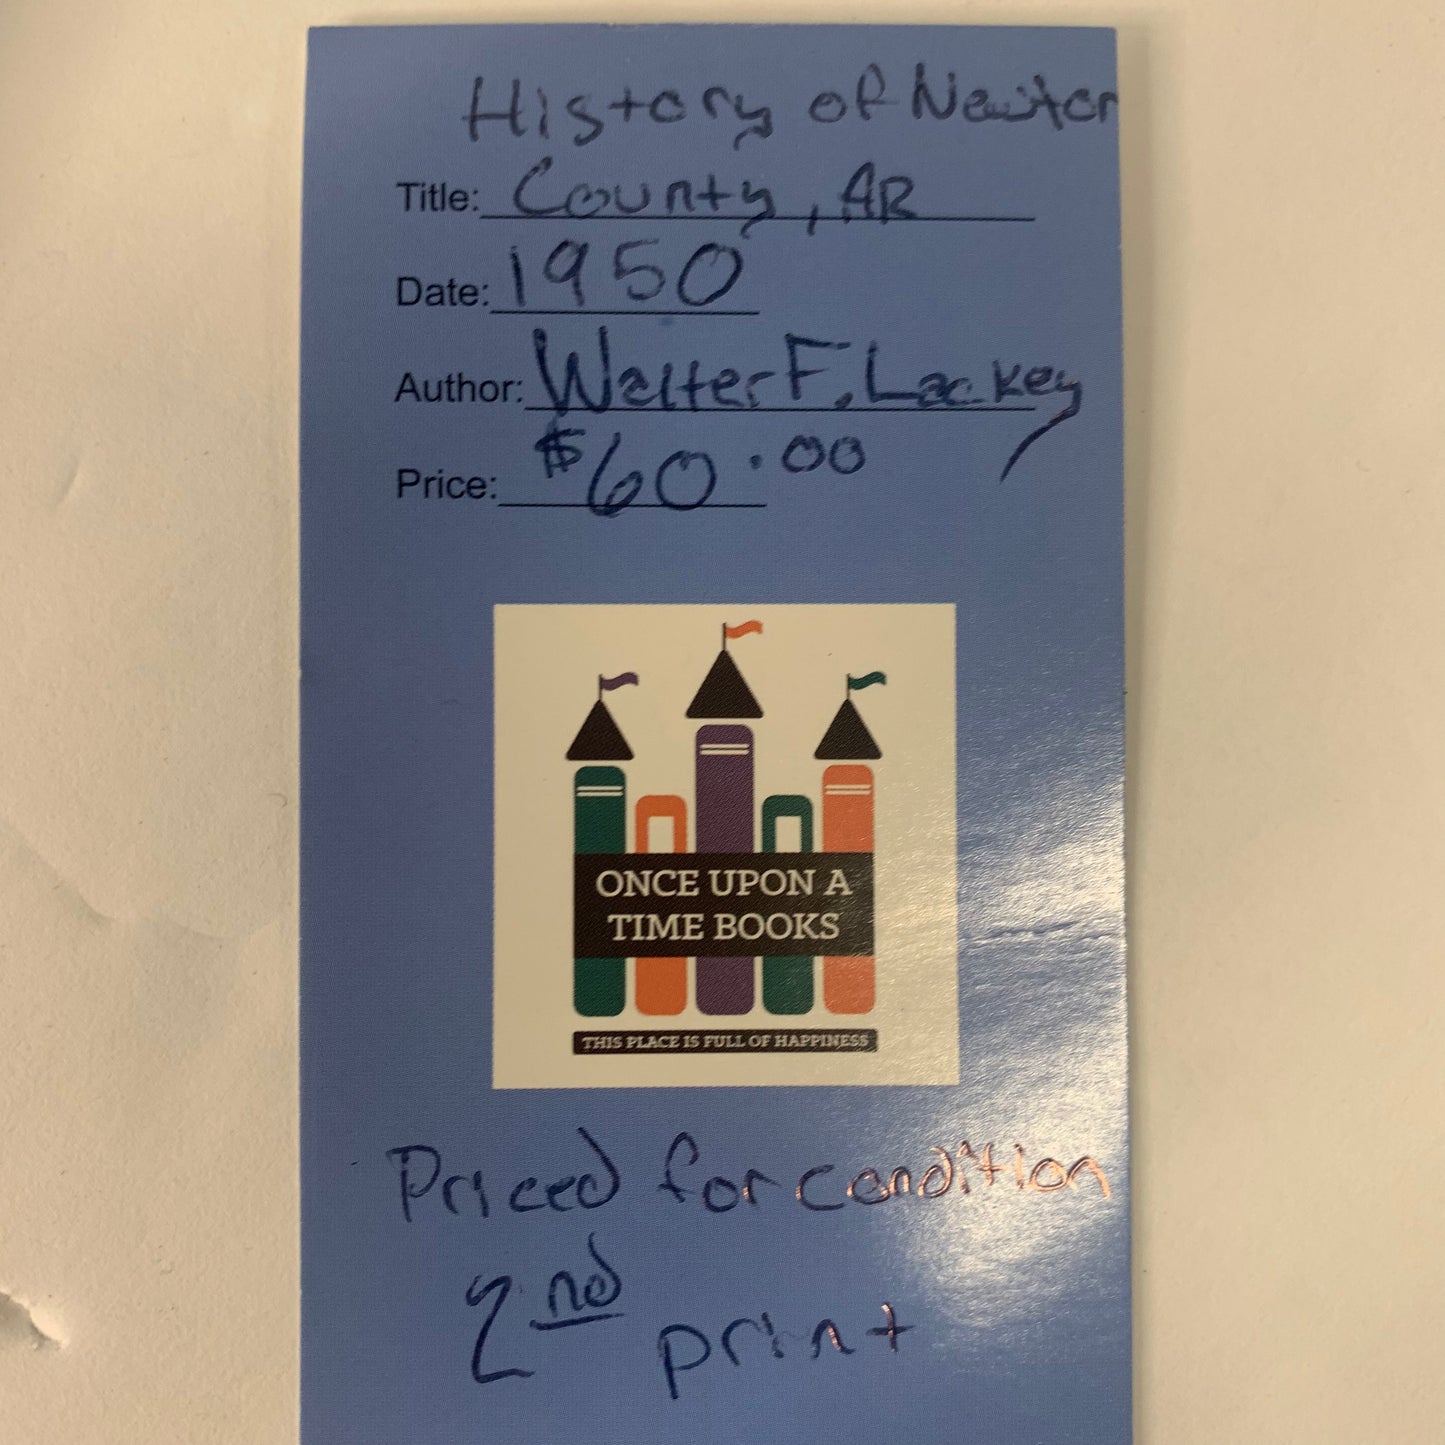 History of Newton
Title: County, AR
Date: 1950
Author: Walter F. Lackey
Price: $60.00
ONCE UPON A
TIME BOOKS
THIS PLACE IS FULL OF HAPPINESS
Priced for condition
2nd print